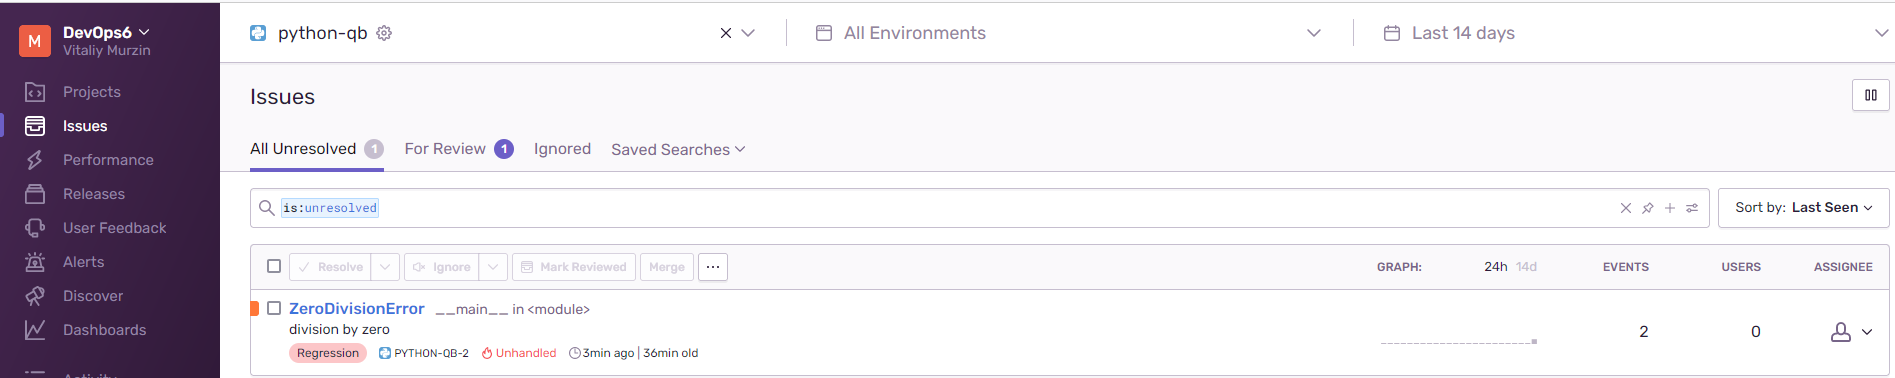 M
DevOps6
Vitaliy Murzin
Projects
Issues
Performance
Releases
User Feedback
Alerts
Discover
Dashboards
Activity
python-qb
All Environments
Last 14 days
Issues
All Unresolved 1 For Review 1 Ignored Saved Searches
is:unresolved
Sort by: Last Seen
Resolve Ignore Mark Reviewed Merge ... GRAPH: 24h 14d EVENTS USERS ASSIGNEE
ZeroDivisionError __main__ in <module>
division by zero
2 0
Regression PYTHON-QB-2 Unhandled 3min ago | 36min old